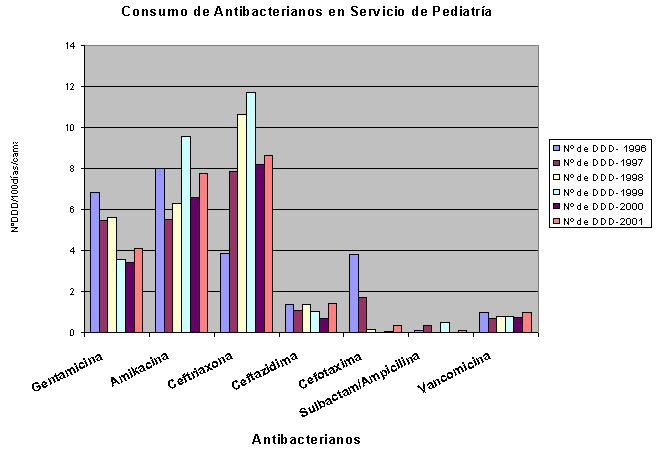 Consumo de Antibacterianos en Servicio de Pediatría
14
12
10
8
6
4
2
0
NºDDD/100días/cama
Gentamicina
Amikacina
Ceftriaxona
Ceftazidima
Cefotaxima
Sulbactam/Ampicilina
Vancomicina
Antibacterianos
Nº de DDD- 1996
Nº de DDD-1997
Nº de DDD-1998
Nº de DDD-1999
Nº de DDD-2000
Nº de DDD-2001